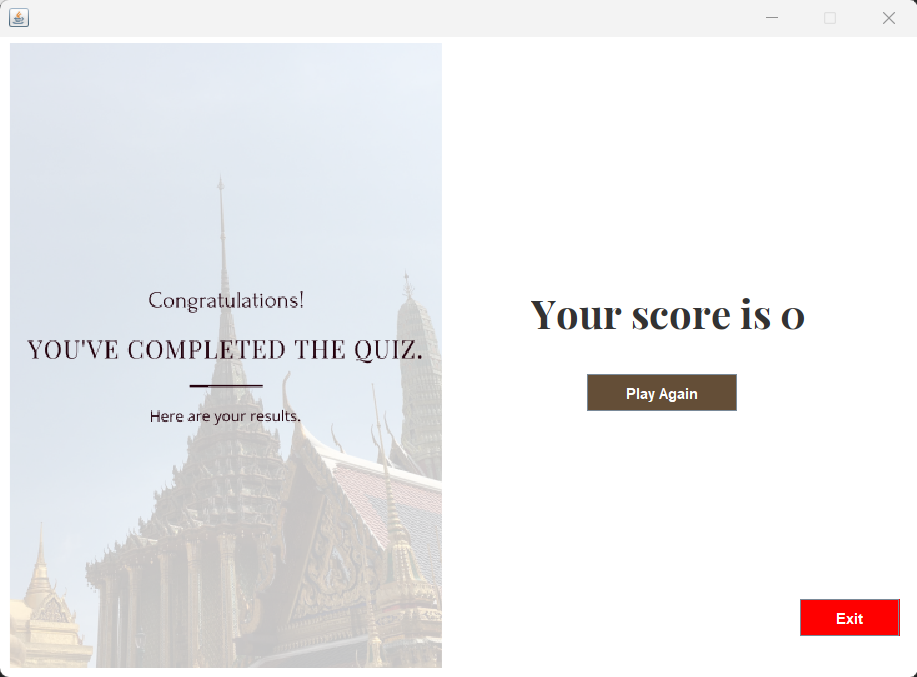 Congratulations!
YOU'VE COMPLETED THE QUIZ.
Here are your results.
Your score is 0
Play Again
Exit